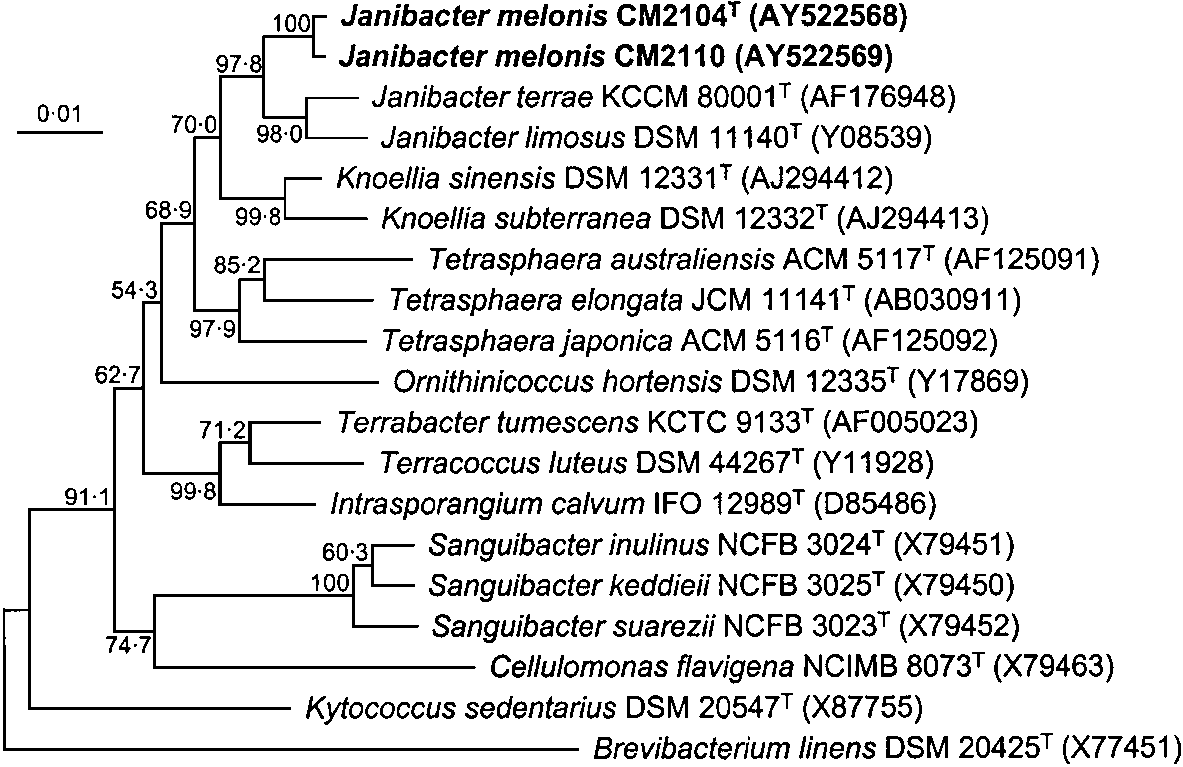 100 Janibacter melonis CM2104ᵀ (AY522568)
Janibacter melonis CM2110 (AY522569)
97·8
Janibacter terrae KCCM 80001ᵀ (AF176948)
0·01
70·0
98·0 Janibacter limosus DSM 11140ᵀ (Y08539)
Knoellia sinensis DSM 12331ᵀ (AJ294412)
68·9
99·8 Knoellia subterranea DSM 12332ᵀ (AJ294413)
85·2 Tetrasphaera australiensis ACM 5117ᵀ (AF125091)
54·3
Tetrasphaera elongata JCM 11141ᵀ (AB030911)
97·9
Tetrasphaera japonica ACM 5116ᵀ (AF125092)
62·7
Ornithinicoccus hortensis DSM 12335ᵀ (Y17869)
71·2 Terrabacter tumescens KCTC 9133ᵀ (AF005023)
Terracoccus luteus DSM 44267ᵀ (Y11928)
91·1 99·8
Intrasporangium calvum IFO 12989ᵀ (D85486)
60·3 Sanguibacter inulinus NCFB 3024ᵀ (X79451)
100 Sanguibacter keddieii NCFB 3025ᵀ (X79450)
Sanguibacter suarezii NCFB 3023ᵀ (X79452)
74·7
Cellulomonas flavigena NCIMB 8073ᵀ (X79463)
Kytococcus sedentarius DSM 20547ᵀ (X87755)
Brevibacterium linens DSM 20425ᵀ (X77451)